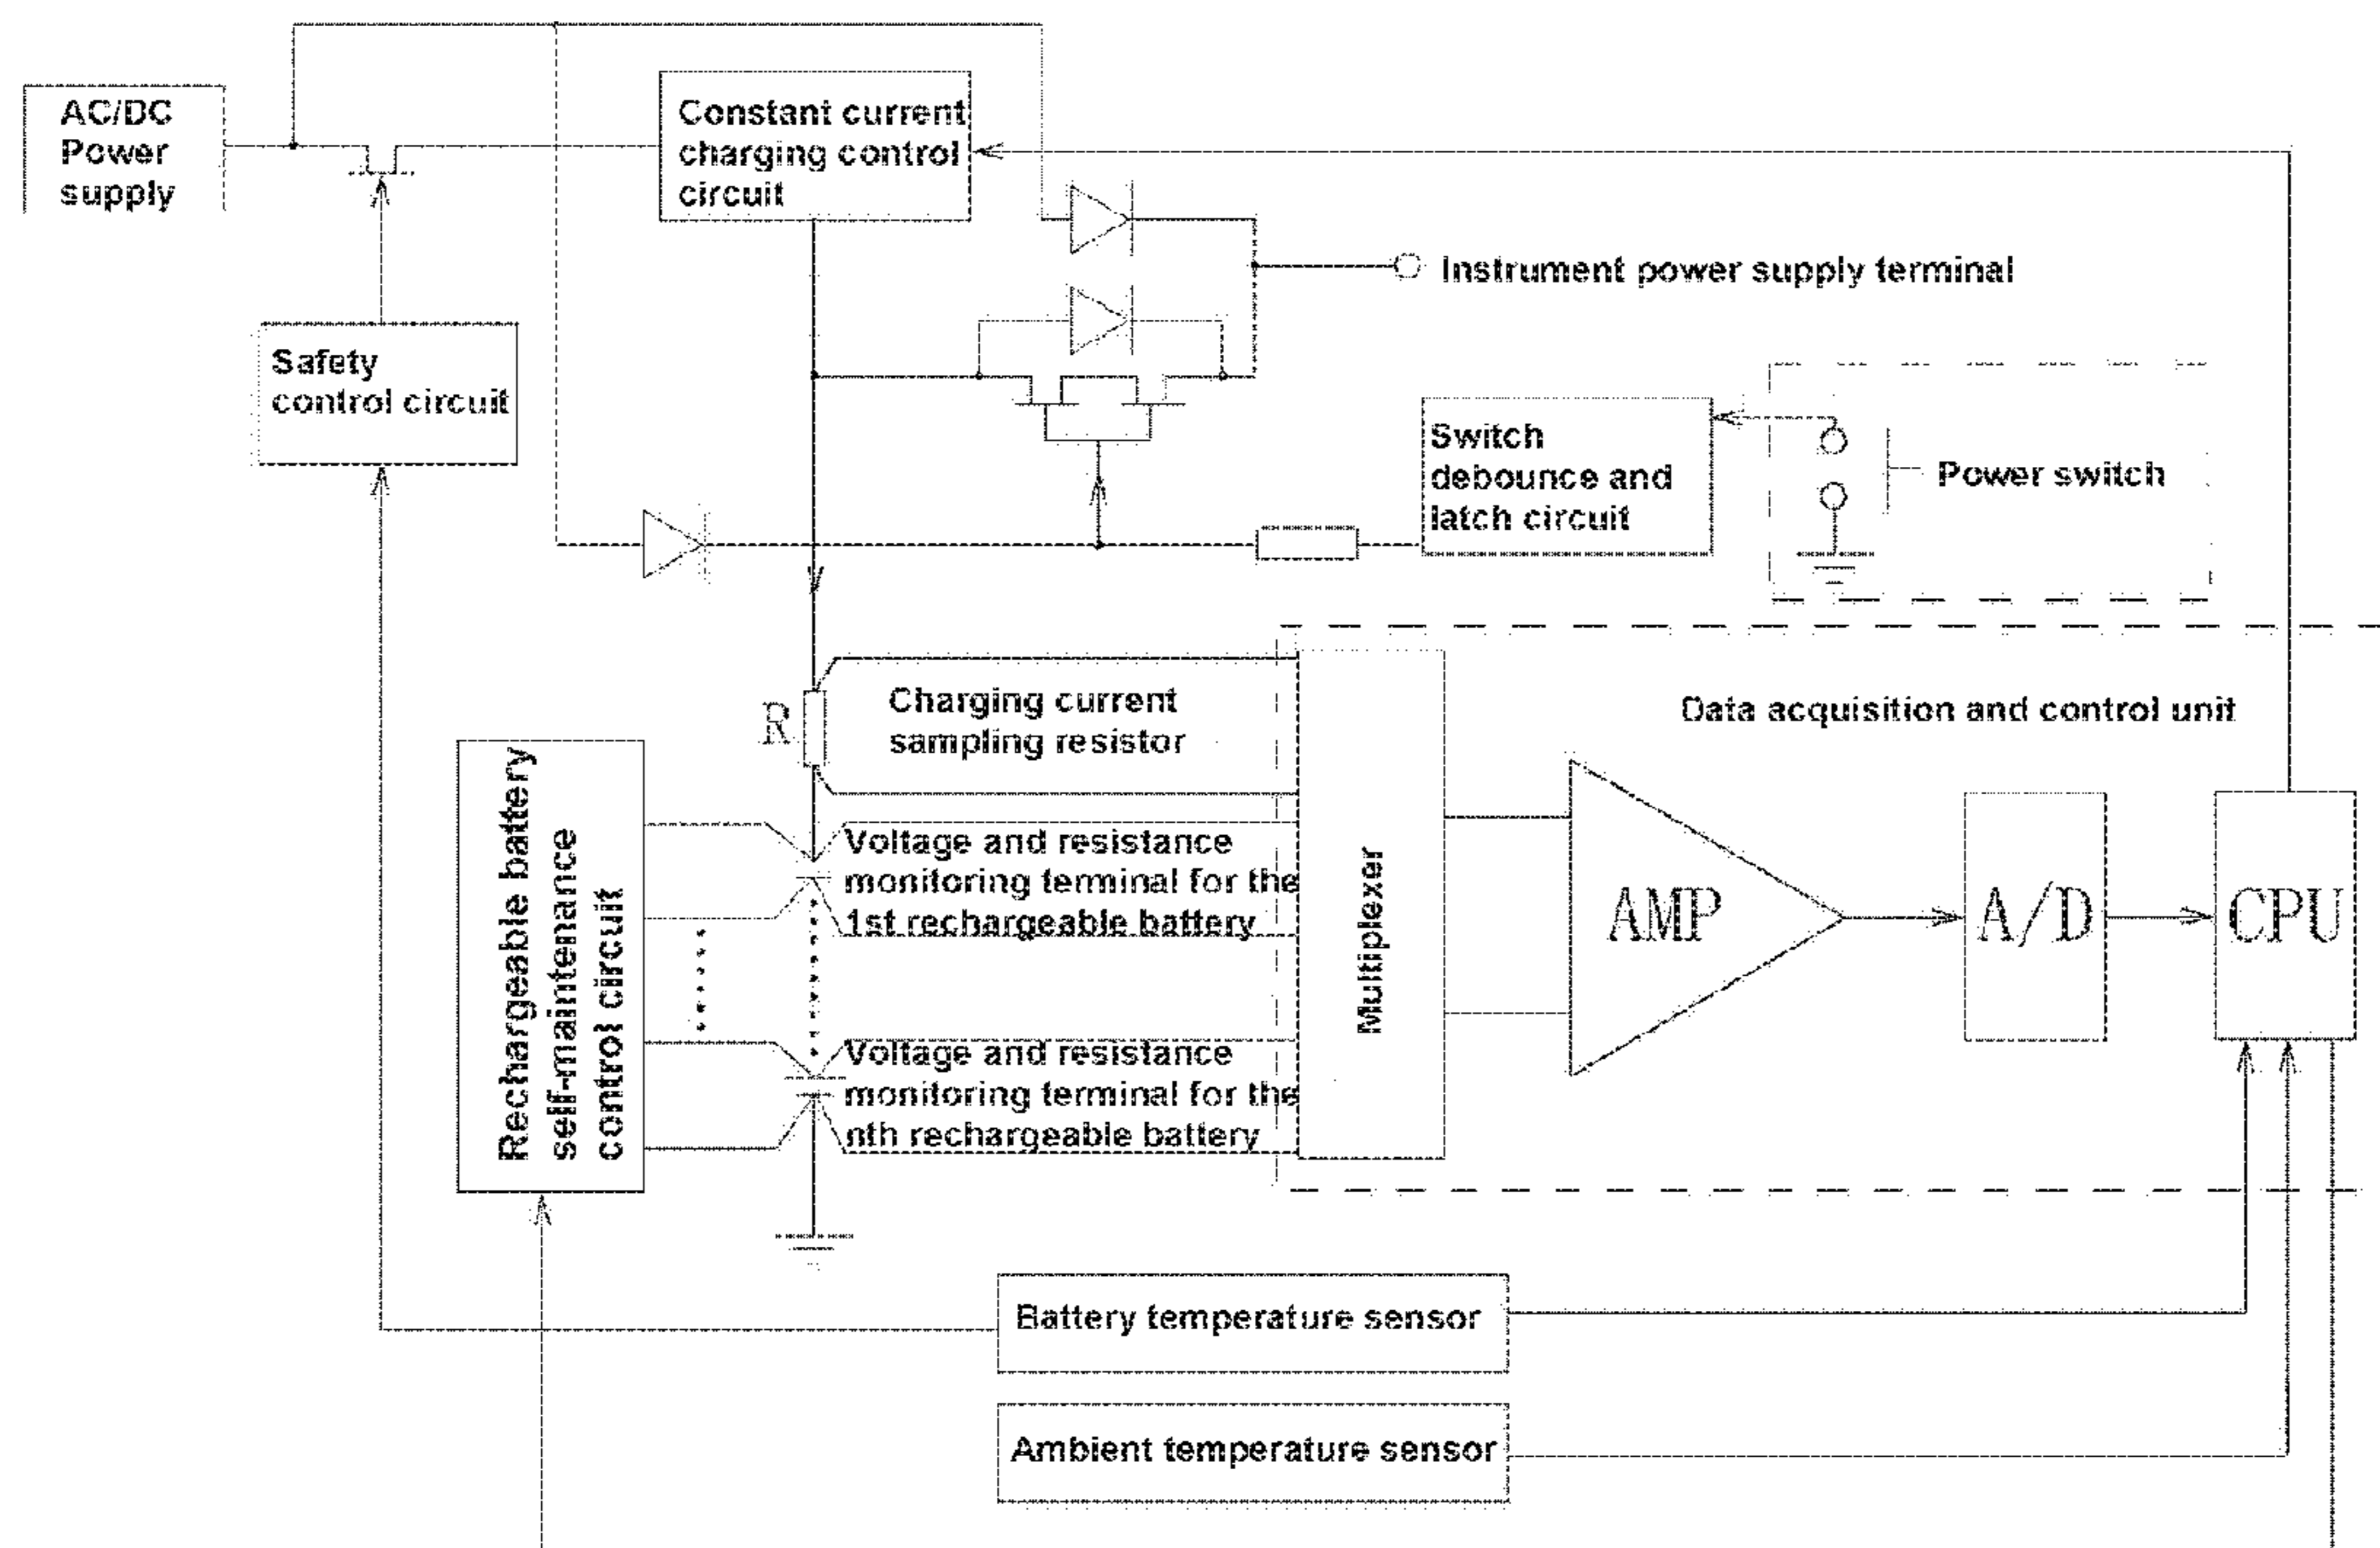 AC/DC
Power
supply
Constant current
charging control
circuit
Instrument power supply terminal
Safety
control circuit
Switch
debounce and
latch circuit
Power switch
R
Charging current
sampling resistor
Data acquisition and control unit
Rechargeable battery
self-maintenance
control circuit
Voltage and resistance
monitoring terminal for the
1st rechargeable battery
Voltage and resistance
monitoring terminal for the
nth rechargeable battery
Multiplexer
AMP
A/D
CPU
Battery temperature sensor
Ambient temperature sensor